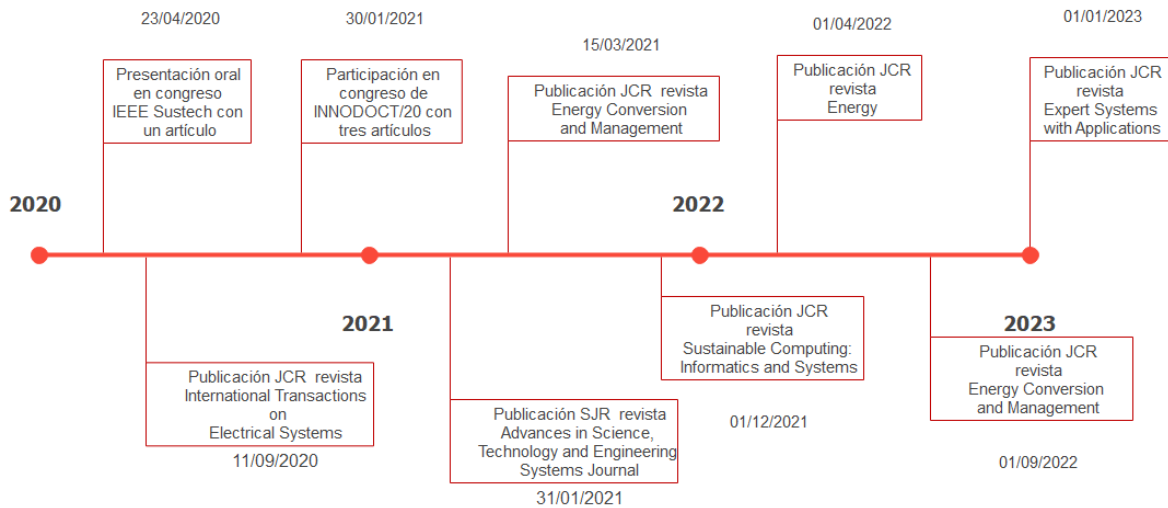 23/04/2020
Presentación oral
en congreso
IEEE Sustech con
un artículo
30/01/2021
Participación en
congreso de
INNODOCT/20 con
tres artículos
15/03/2021
Publicación JCR revista
Energy Conversion
and Management
01/04/2022
Publicación JCR
revista
Energy
01/01/2023
Publicación JCR
revista
Expert Systems
with Applications
2020
2022
2021
2023
Publicación JCR revista
International Transactions
on
Electrical Systems
11/09/2020
Publicación SJR revista
Advances in Science,
Technology and Engineering
Systems Journal
31/01/2021
Publicación JCR
revista
Sustainable Computing:
Informatics and Systems
01/12/2021
Publicación JCR
revista
Energy Conversion
and Management
01/09/2022